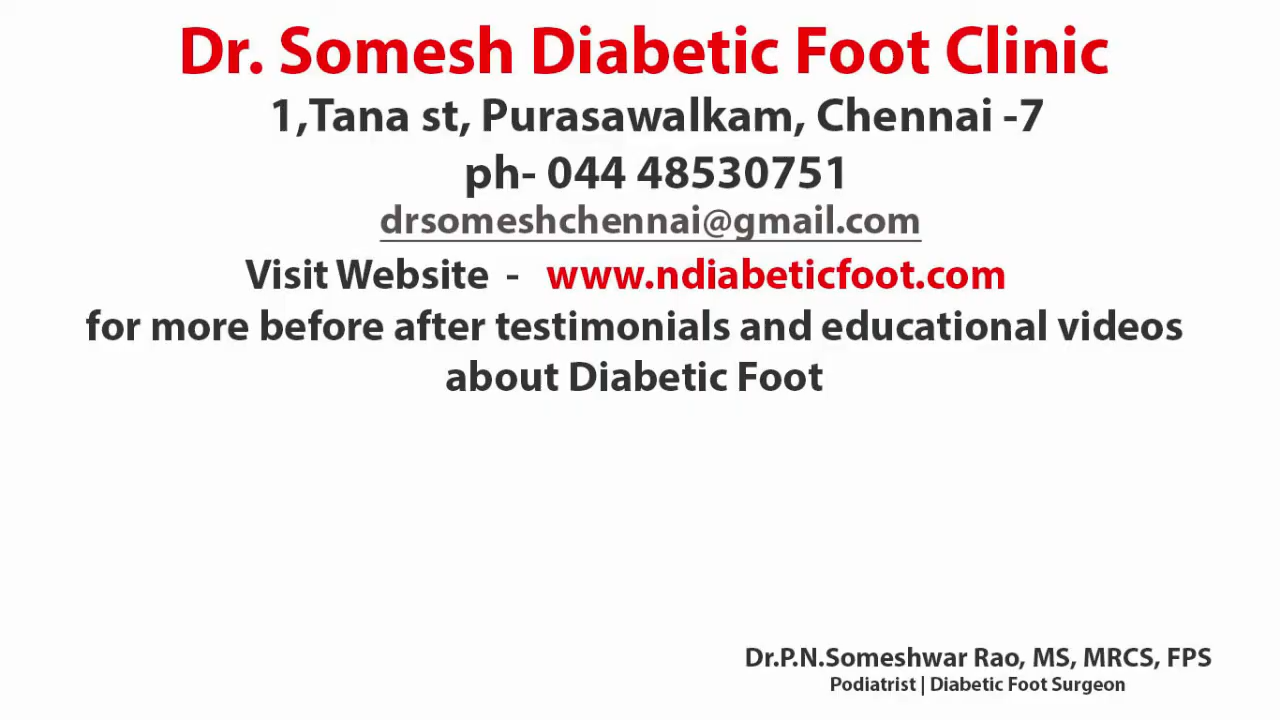 Dr. Somesh Diabetic Foot Clinic
1,Tana st, Purasawalkam, Chennai -7
ph- 044 48530751
drsomeshchennai@gmail.com
Visit Website - www.ndiabeticfoot.com
for more before after testimonials and educational videos
about Diabetic Foot
Dr.P.N.Someshwar Rao, MS, MRCS, FPS
Podiatrist | Diabetic Foot Surgeon